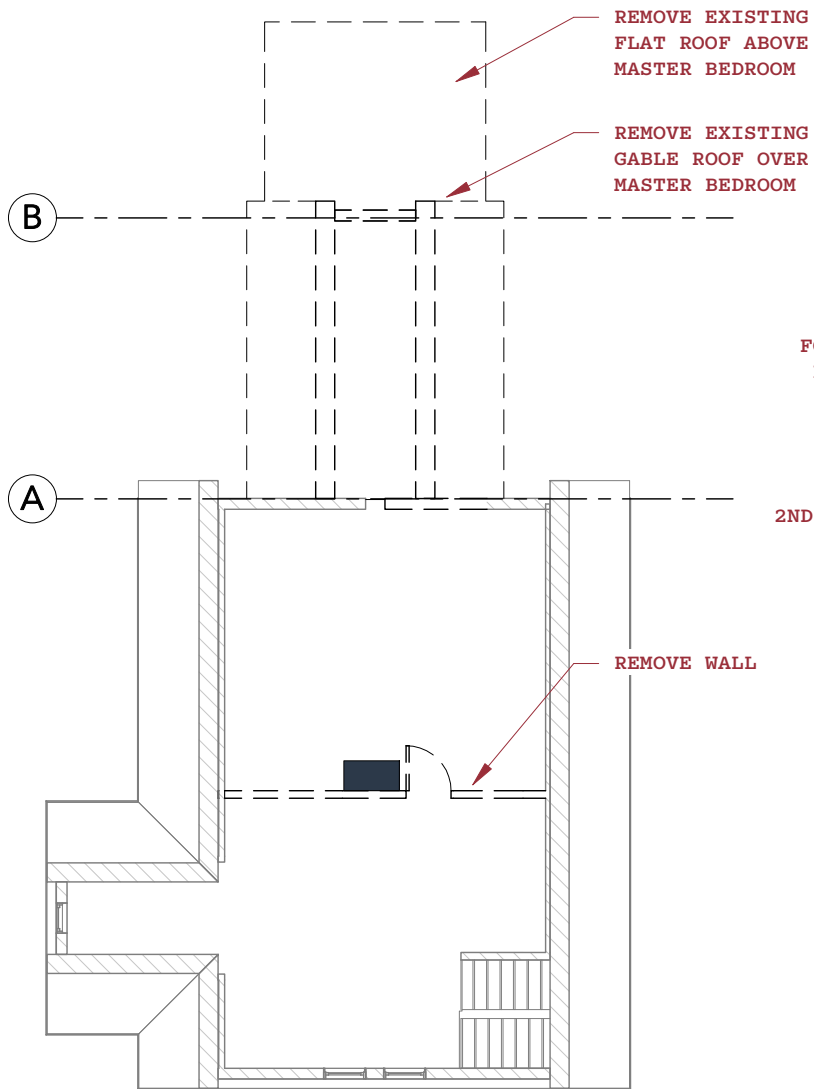 REMOVE EXISTING
FLAT ROOF ABOVE
MASTER BEDROOM
REMOVE EXISTING
GABLE ROOF OVER
MASTER BEDROOM
B
A
2ND
REMOVE WALL